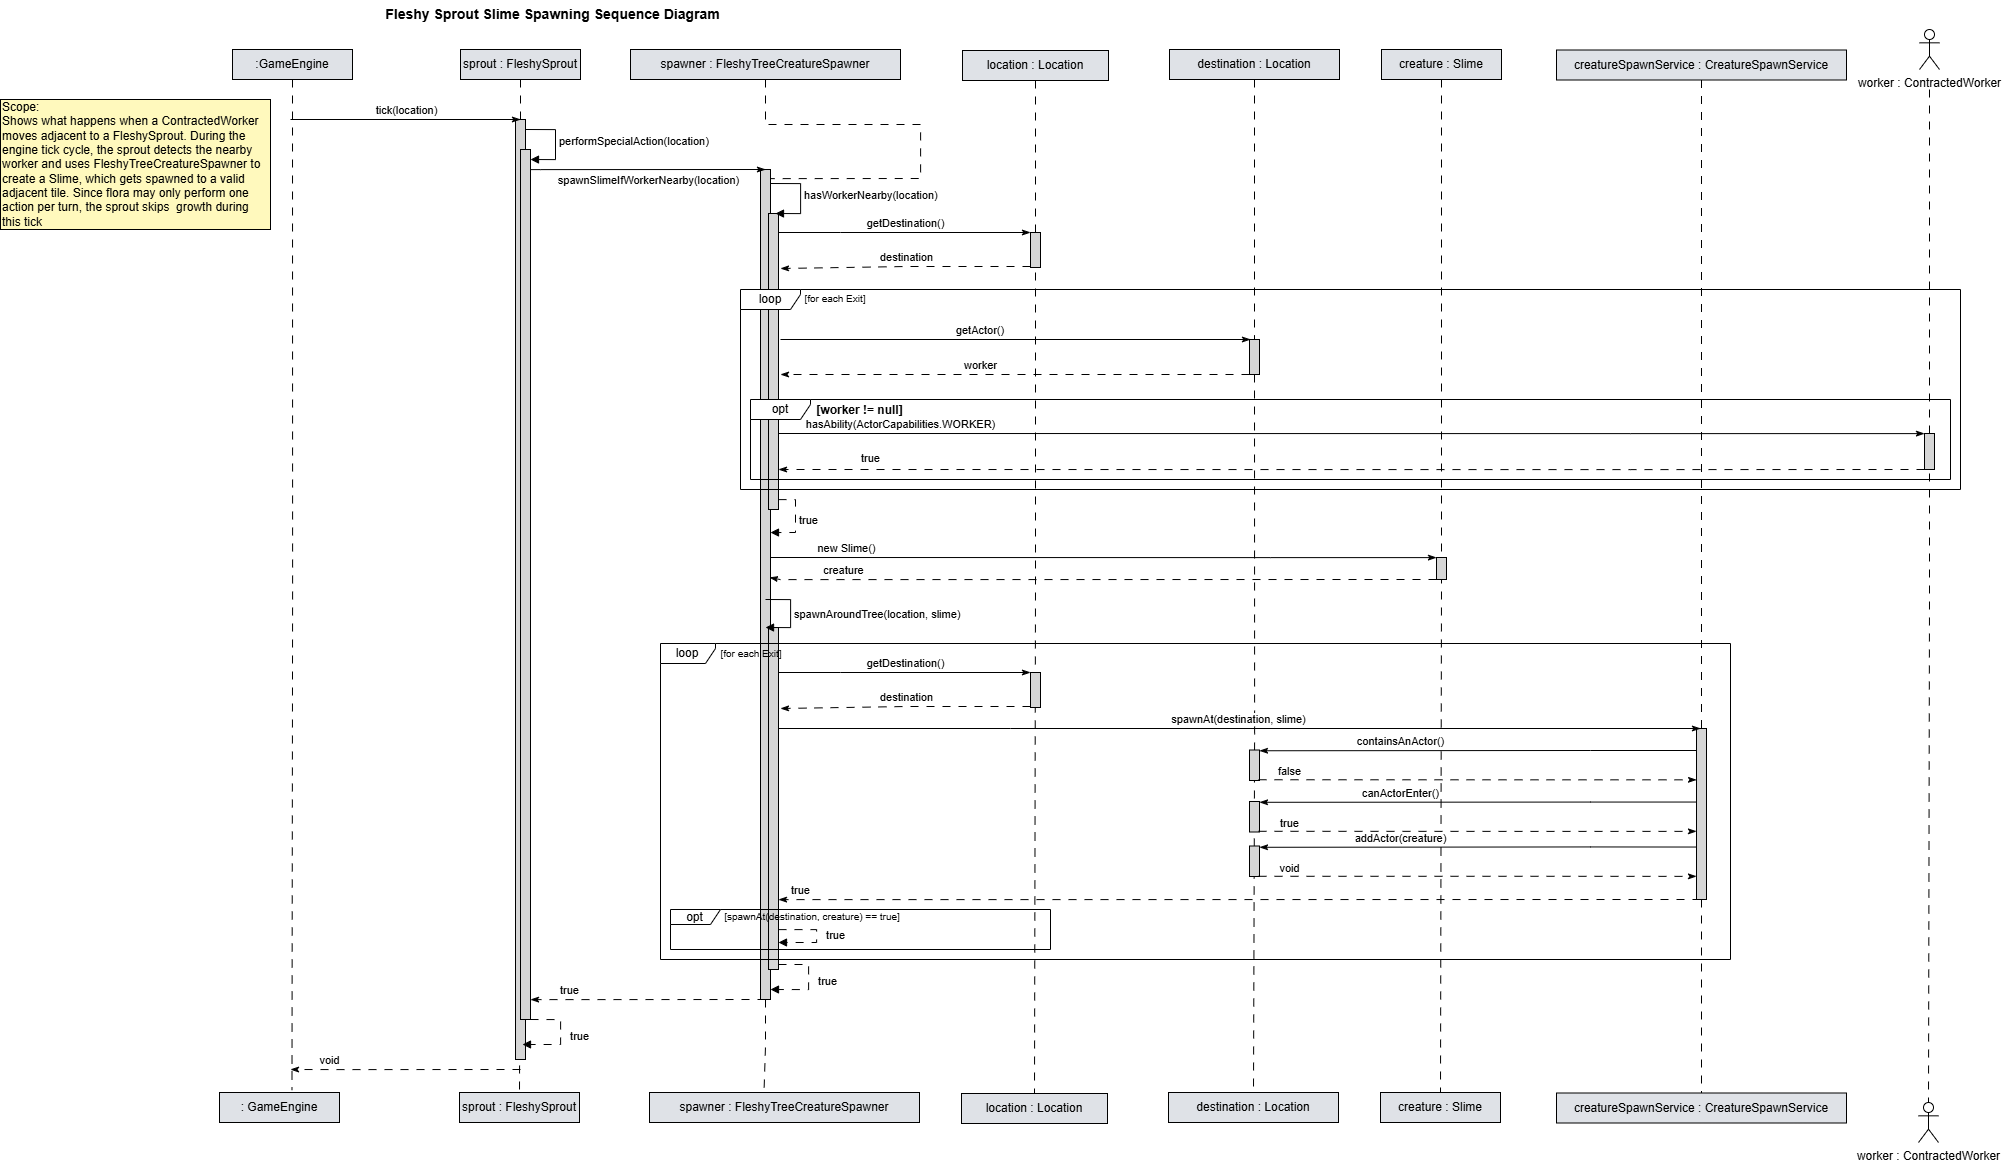 Fleshy Sprout Slime Spawning Sequence Diagram
:GameEngine
sprout : FleshySprout
spawner : FleshyTreeCreatureSpawner
location : Location
destination : Location
creature : Slime
creatureSpawnService : CreatureSpawnService
worker : ContractedWorker
Scope:
Shows what happens when a ContractedWorker
moves adjacent to a FleshySprout. During the
engine tick cycle, the sprout detects the nearby
worker and uses FleshyTreeCreatureSpawner to
create a Slime, which gets spawned to a valid
adjacent tile. Since flora may only perform one
action per turn, the sprout skips  growth during
this tick
tick(location)
performSpecialAction(location)
spawnSlimeIfWorkerNearby(location)
hasWorkerNearby(location)
getDestination()
destination
loop
[for each Exit]
getActor()
worker
opt
[worker != null]
hasAbility(ActorCapabilities.WORKER)
true
true
new Slime()
creature
spawnAroundTree(location, slime)
loop
[for each Exit]
getDestination()
destination
spawnAt(destination, slime)
containsAnActor()
false
canActorEnter()
true
addActor(creature)
void
true
opt
[spawnAt(destination, creature) == true]
true
true
true
true
void
: GameEngine
sprout : FleshySprout
spawner : FleshyTreeCreatureSpawner
location : Location
destination : Location
creature : Slime
creatureSpawnService : CreatureSpawnService
worker : ContractedWorker